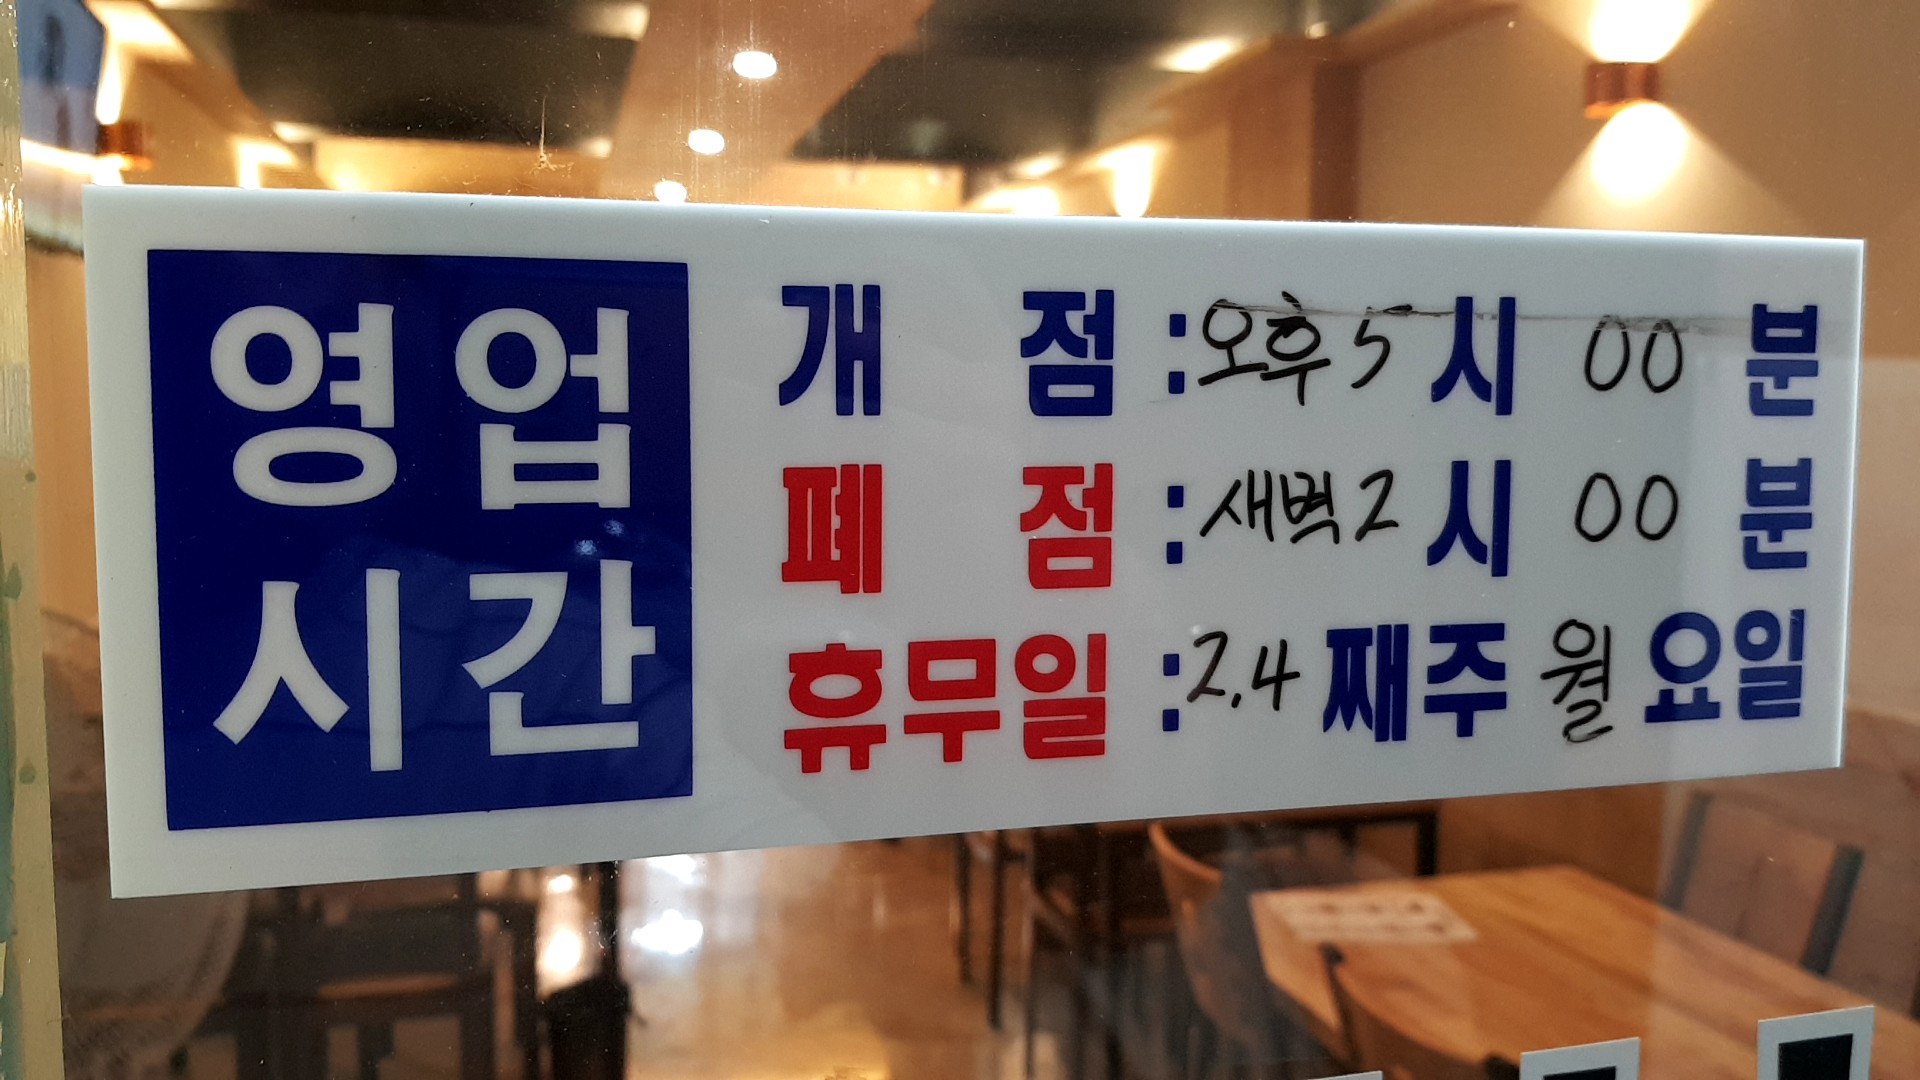 영업
시간
개 점 : 오후 5 시 00 분
폐 점 : 새벽 2 시 00 분
휴무일 : 2.4 째주 월 요일